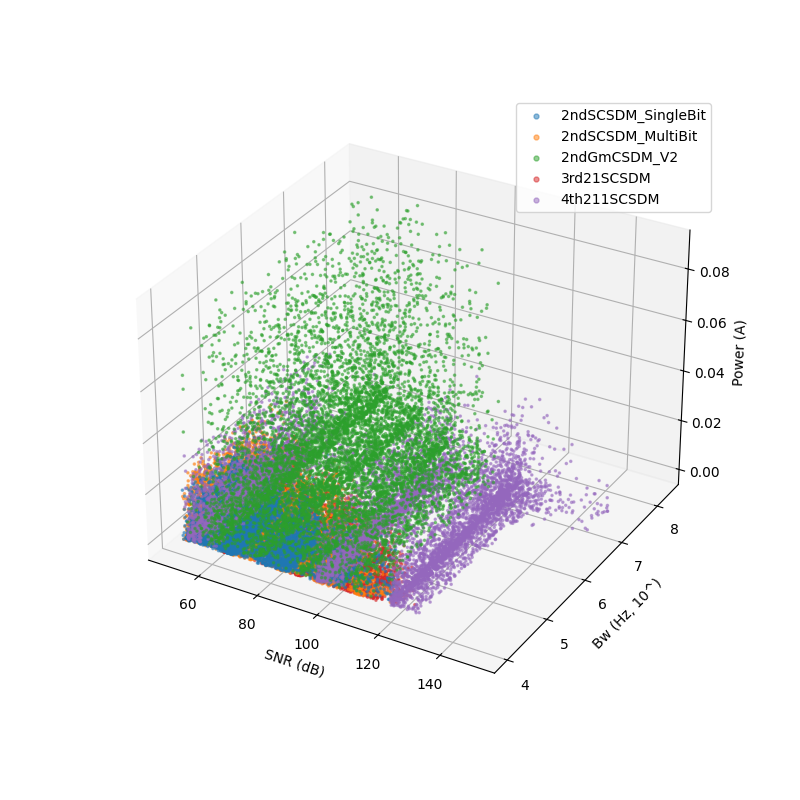 2ndSCSDM_SingleBit
2ndSCSDM_MultiBit
2ndGmCSDM_V2
3rd21SCSDM
4th211SCSDM
0.08
0.06
0.04
0.02
0.00
Power (A)
8
7
6
5
4
Bw (Hz, 10^)
60
80
100
120
140
SNR (dB)